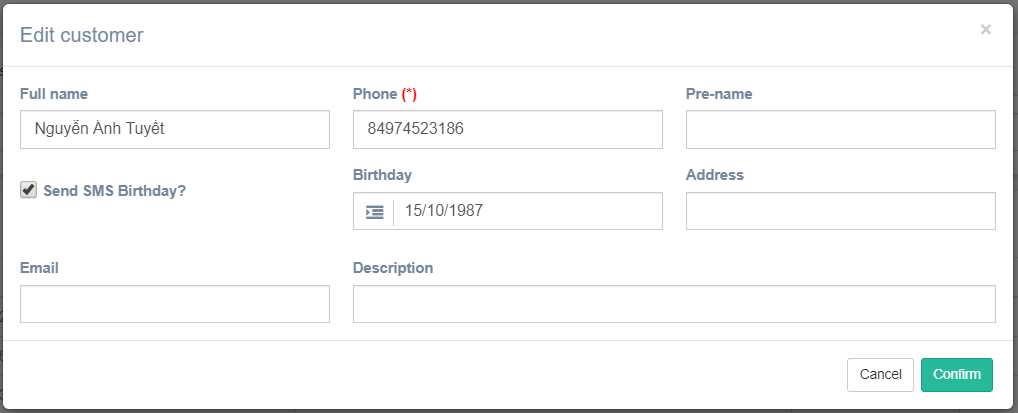 Edit customer
×
Full name
Phone (*)
Pre-name
Nguyễn Ánh Tuyết
84974523186
Send SMS Birthday?
Birthday
Address
15/10/1987
Email
Description
Cancel
Confirm